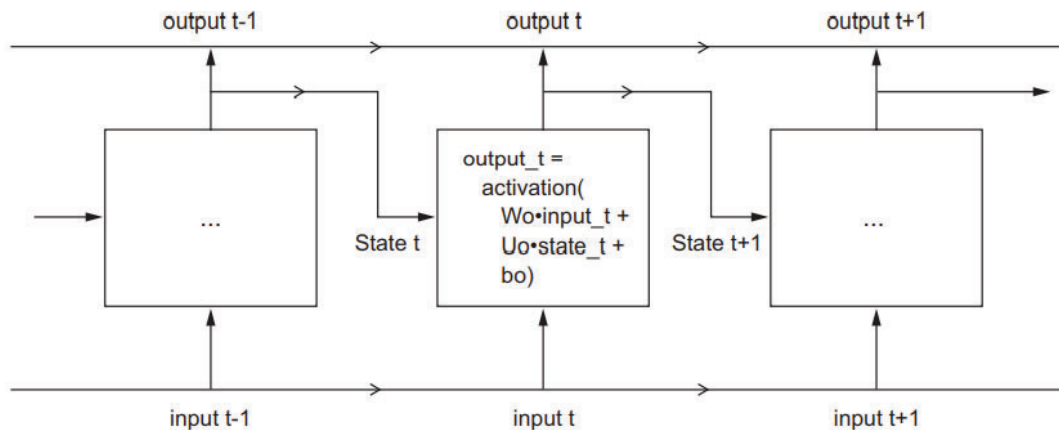 output t-1
output t
output t+1
...
output_t =
activation(
Wo•input_t +
Uo•state_t +
bo)
...
State t
State t+1
input t-1
input t
input t+1